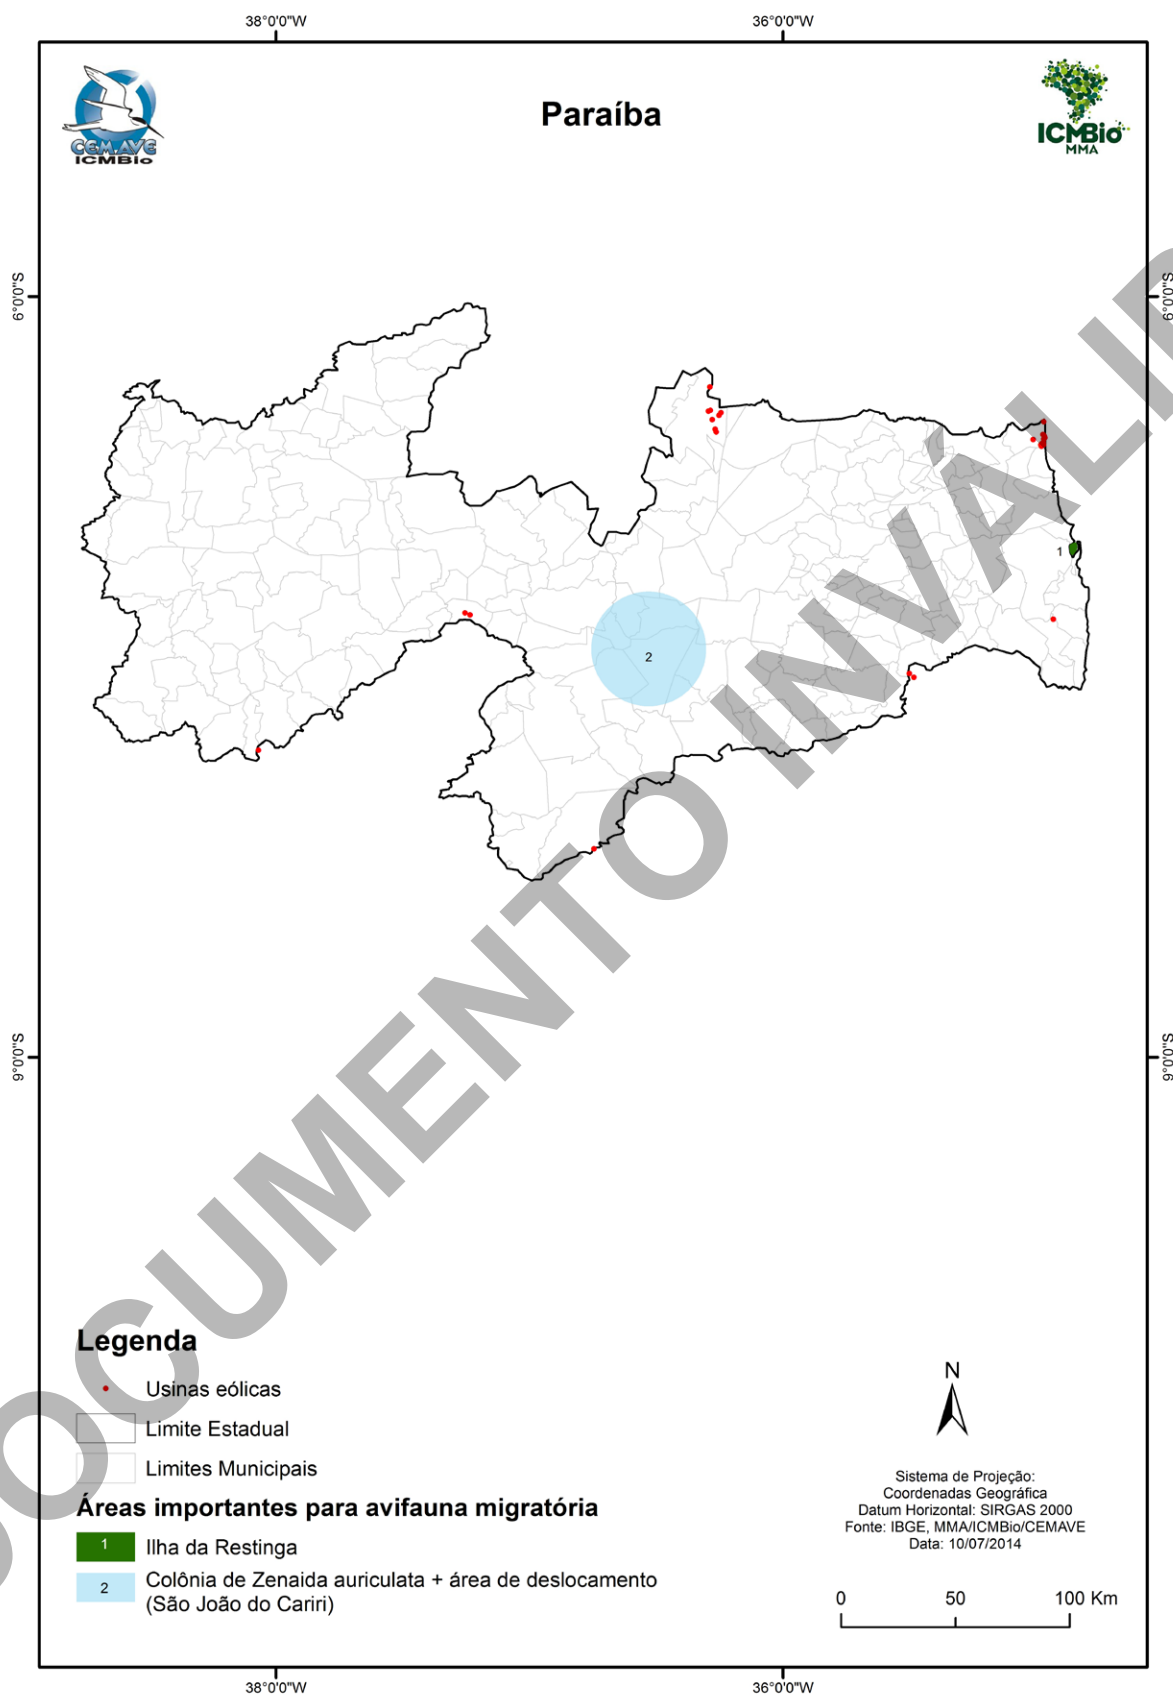 38°0'0"W
36°0'0"W
CEMAVE
ICMBio
Paraíba
ICMBio
MMA
6°0'0"S
6°0'0"S
1
2
9°0'0"S
9°0'0"S
DOCUMENTO INVÁLID
Legenda
Usinas eólicas
Limite Estadual
Limites Municipais
Áreas importantes para avifauna migratória
1 Ilha da Restinga
2 Colônia de Zenaida auriculata + área de deslocamento
(São João do Cariri)
N
Sistema de Projeção:
Coordenadas Geográfica
Datum Horizontal: SIRGAS 2000
Fonte: IBGE, MMA/ICMBio/CEMAVE
Data: 10/07/2014
0 50 100 Km
38°0'0"W
36°0'0"W